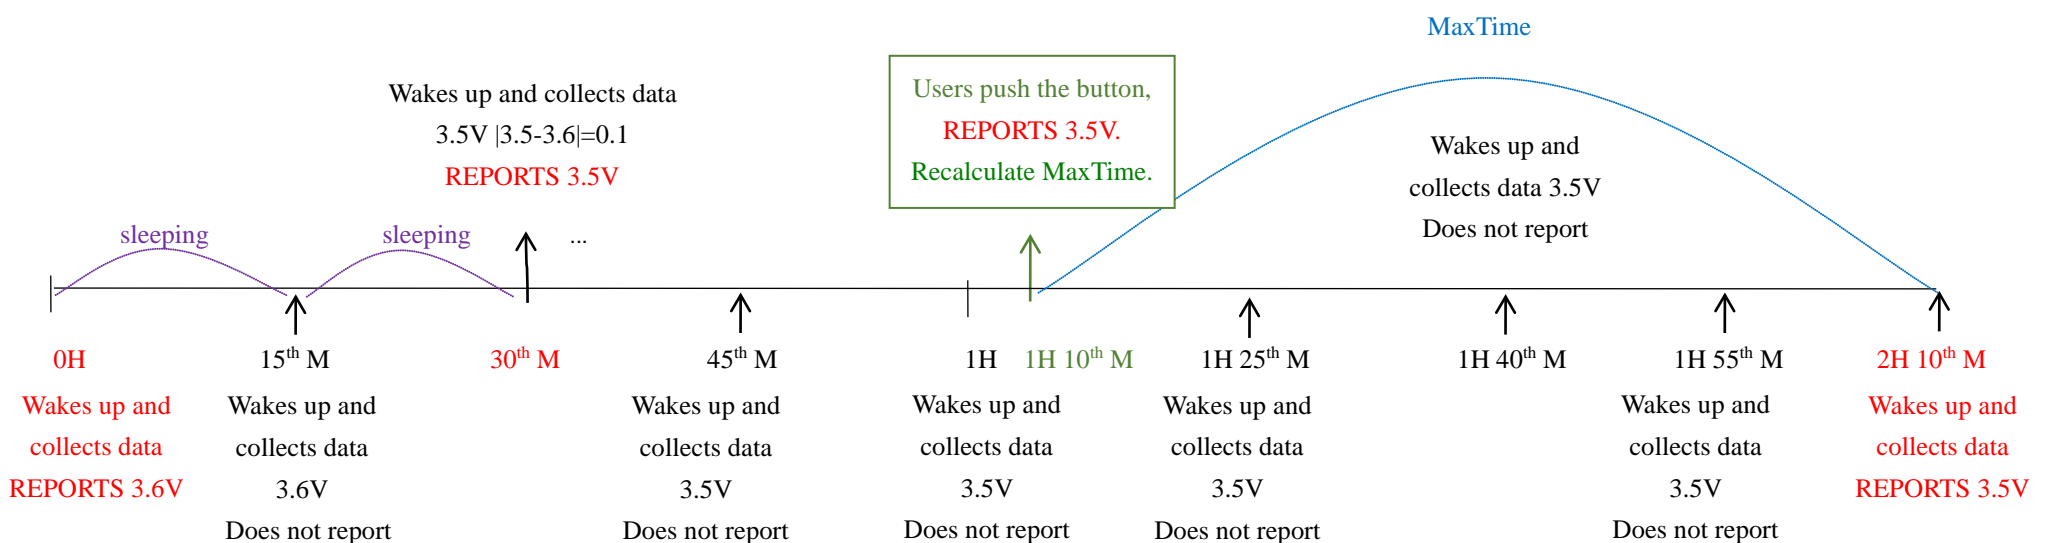 MaxTime
Wakes up and collects data
3.5V |3.5-3.6|=0.1
REPORTS 3.5V
Users push the button,
REPORTS 3.5V.
Recalculate MaxTime.
Wakes up and
collects data 3.5V
Does not report
sleeping
sleeping
...
0H
Wakes up and
collects data
REPORTS 3.6V
15th M
Wakes up and
collects data
3.6V
Does not report
30th M
45th M
Wakes up and
collects data
3.5V
Does not report
1H
Wakes up and
collects data
3.5V
Does not report
1H 10th M
1H 25th M
Wakes up and
collects data
3.5V
Does not report
1H 40th M
1H 55th M
Wakes up and
collects data
3.5V
Does not report
2H 10th M
Wakes up and
collects data
REPORTS 3.5V